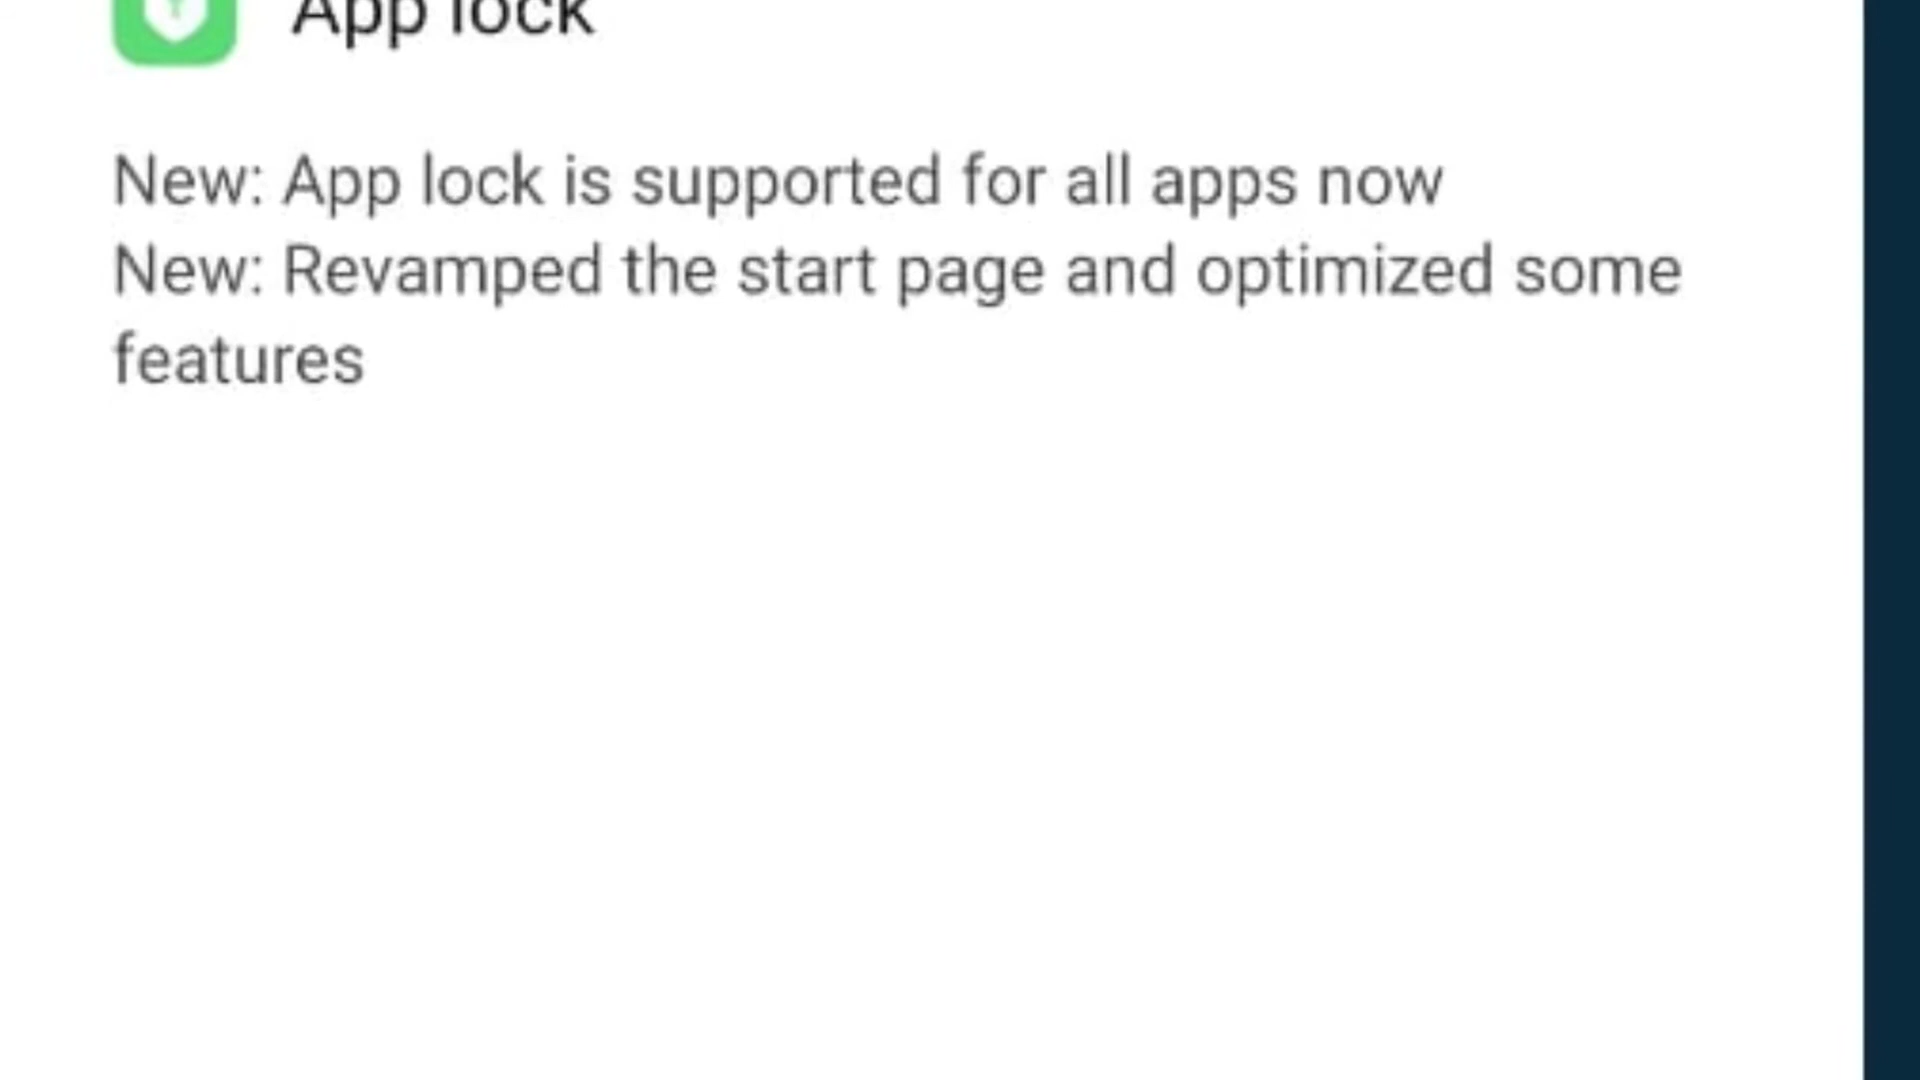 App lock
New: App lock is supported for all apps now
New: Revamped the start page and optimized some
features